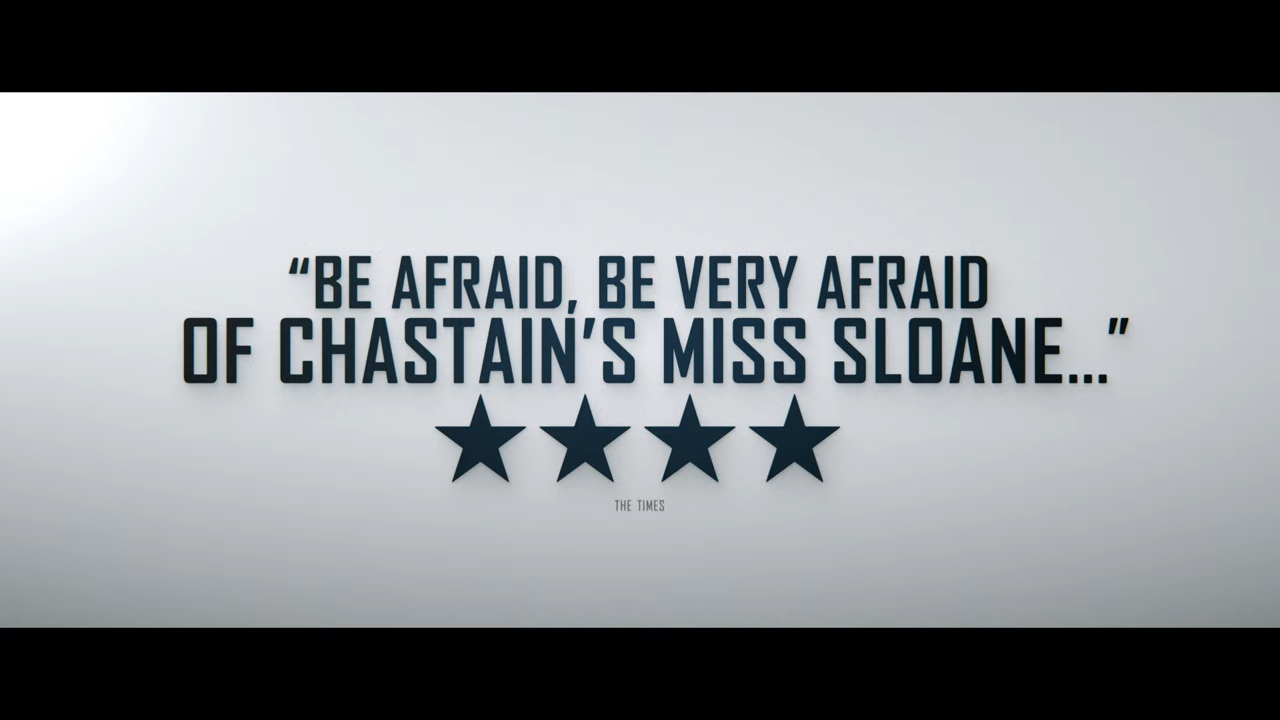 “BE AFRAID, BE VERY AFRAID
OF CHASTAIN’S MISS SLOANE...”
THE TIMES